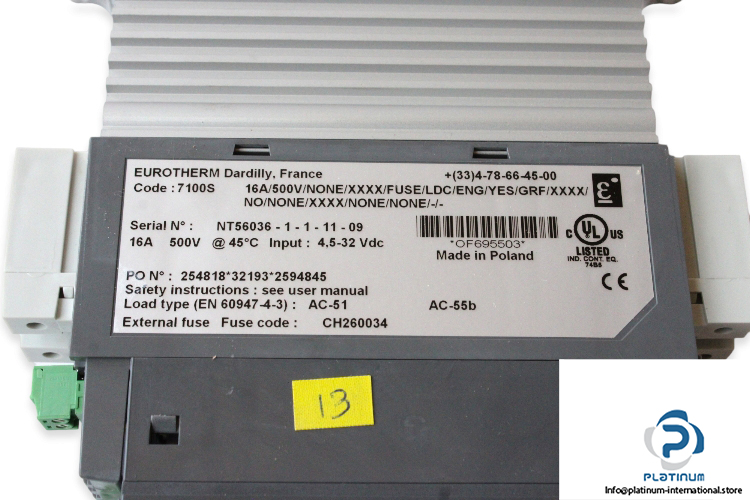 EUROTHERM Dardilly, France +(33)4-78-66-45-00
Code : 7100S 16A/500V/NONE/XXXX/FUSE/LDC/ENG/YES/GRF/XXXX/
NO/NONE/XXXX/NONE/NONE/-/-
Serial N° : NT56036 - 1 - 1 - 11 - 09
16A 500V @ 45°C Input : 4,5-32 Vdc
*OF695503*
Made in Poland
C UL US
LISTED
IND. CONT. EQ.
74B8
CE
PO N° : 254818*32193*2594845
Safety instructions : see user manual
Load type (EN 60947-4-3) : AC-51 AC-55b
External fuse Fuse code : CH260034
13
PLATINUM
Info@platinum-international.store